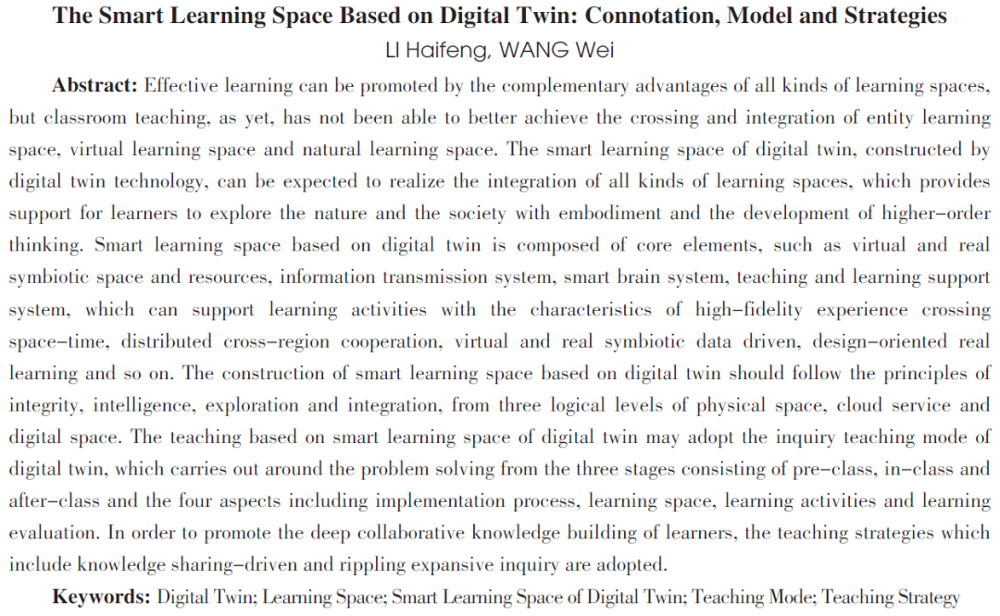 The Smart Learning Space Based on Digital Twin: Connotation, Model and Strategies
LI Haifeng, WANG Wei
Abstract: Effective learning can be promoted by the complementary advantages of all kinds of learning spaces,
but classroom teaching, as yet, has not been able to better achieve the crossing and integration of entity learning
space, virtual learning space and natural learning space. The smart learning space of digital twin, constructed by
digital twin technology, can be expected to realize the integration of all kinds of learning spaces, which provides
support for learners to explore the nature and the society with embodiment and the development of higher-order
thinking. Smart learning space based on digital twin is composed of core elements, such as virtual and real
symbiotic space and resources, information transmission system, smart brain system, teaching and learning support
system, which can support learning activities with the characteristics of high-fidelity experience crossing
space-time, distributed cross-region cooperation, virtual and real symbiotic data driven, design-oriented real
learning and so on. The construction of smart learning space based on digital twin should follow the principles of
integrity, intelligence, exploration and integration, from three logical levels of physical space, cloud service and
digital space. The teaching based on smart learning space of digital twin may adopt the inquiry teaching mode of
digital twin, which carries out around the problem solving from the three stages consisting of pre-class, in-class and
after-class and the four aspects including implementation process, learning space, learning activities and learning
evaluation. In order to promote the deep collaborative knowledge building of learners, the teaching strategies which
include knowledge sharing-driven and rippling expansive inquiry are adopted.
Keywords: Digital Twin; Learning Space; Smart Learning Space of Digital Twin; Teaching Mode; Teaching Strategy